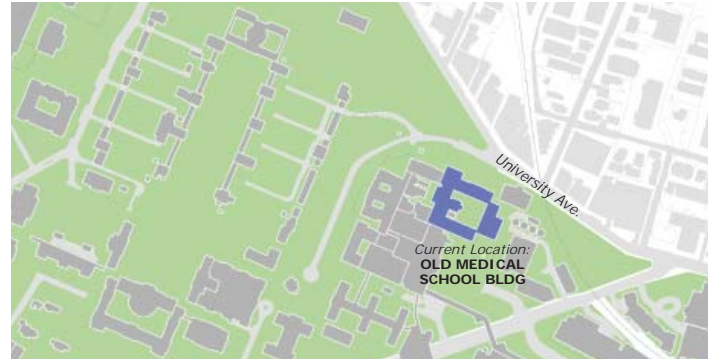 University Ave.
Current Location:
OLD MEDICAL
SCHOOL BLDG